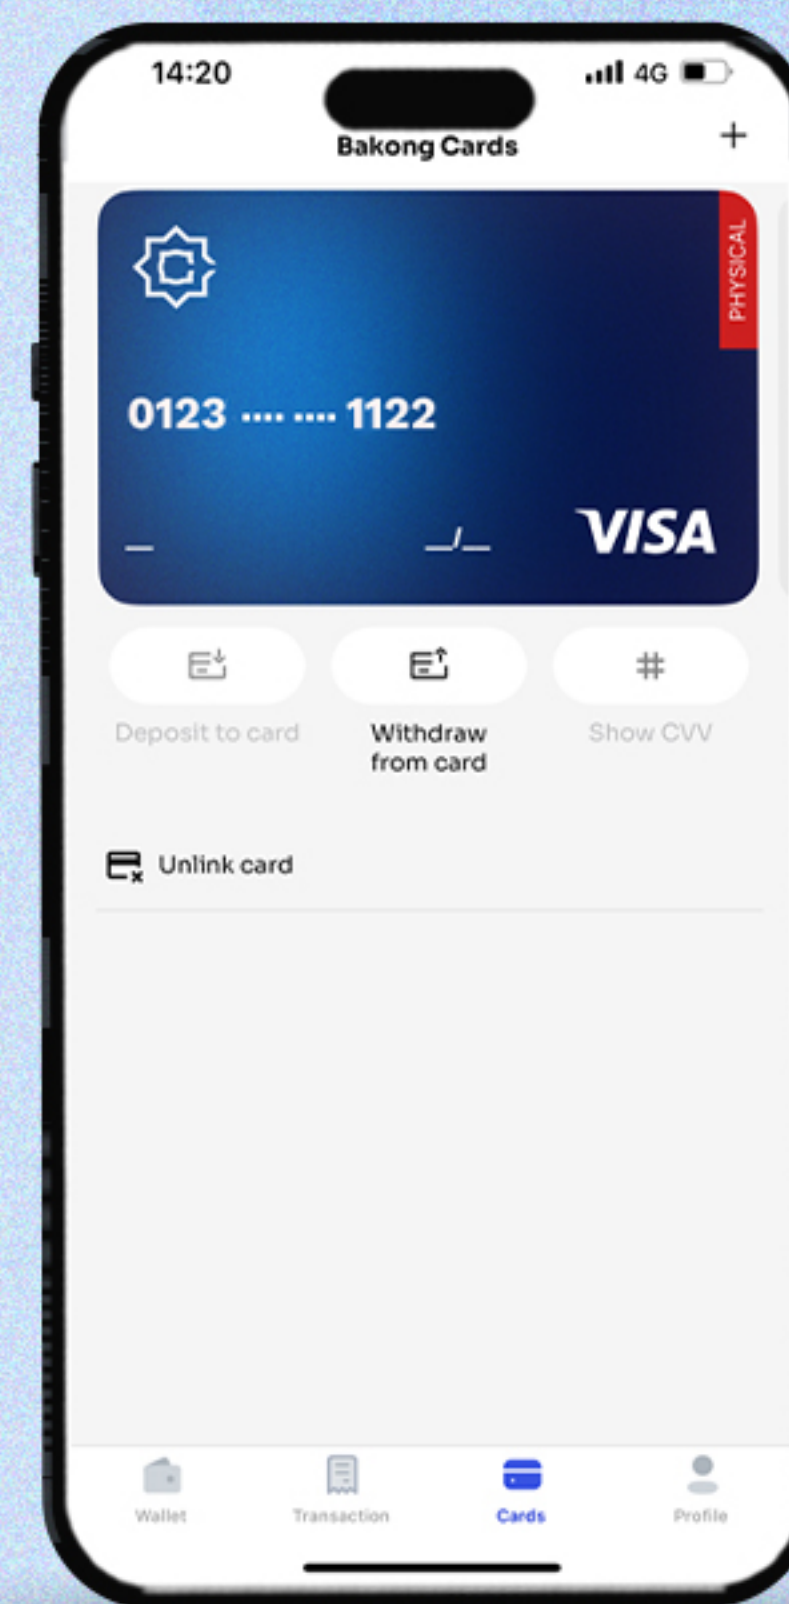 14:20
4G
Bakong Cards
+
PHYSICAL
C
0123 .... .... 1122
_
_/_
VISA
Deposit to card
Withdraw
from card
#
Show CVV
Unlink card
Wallet
Transaction
Cards
Profile